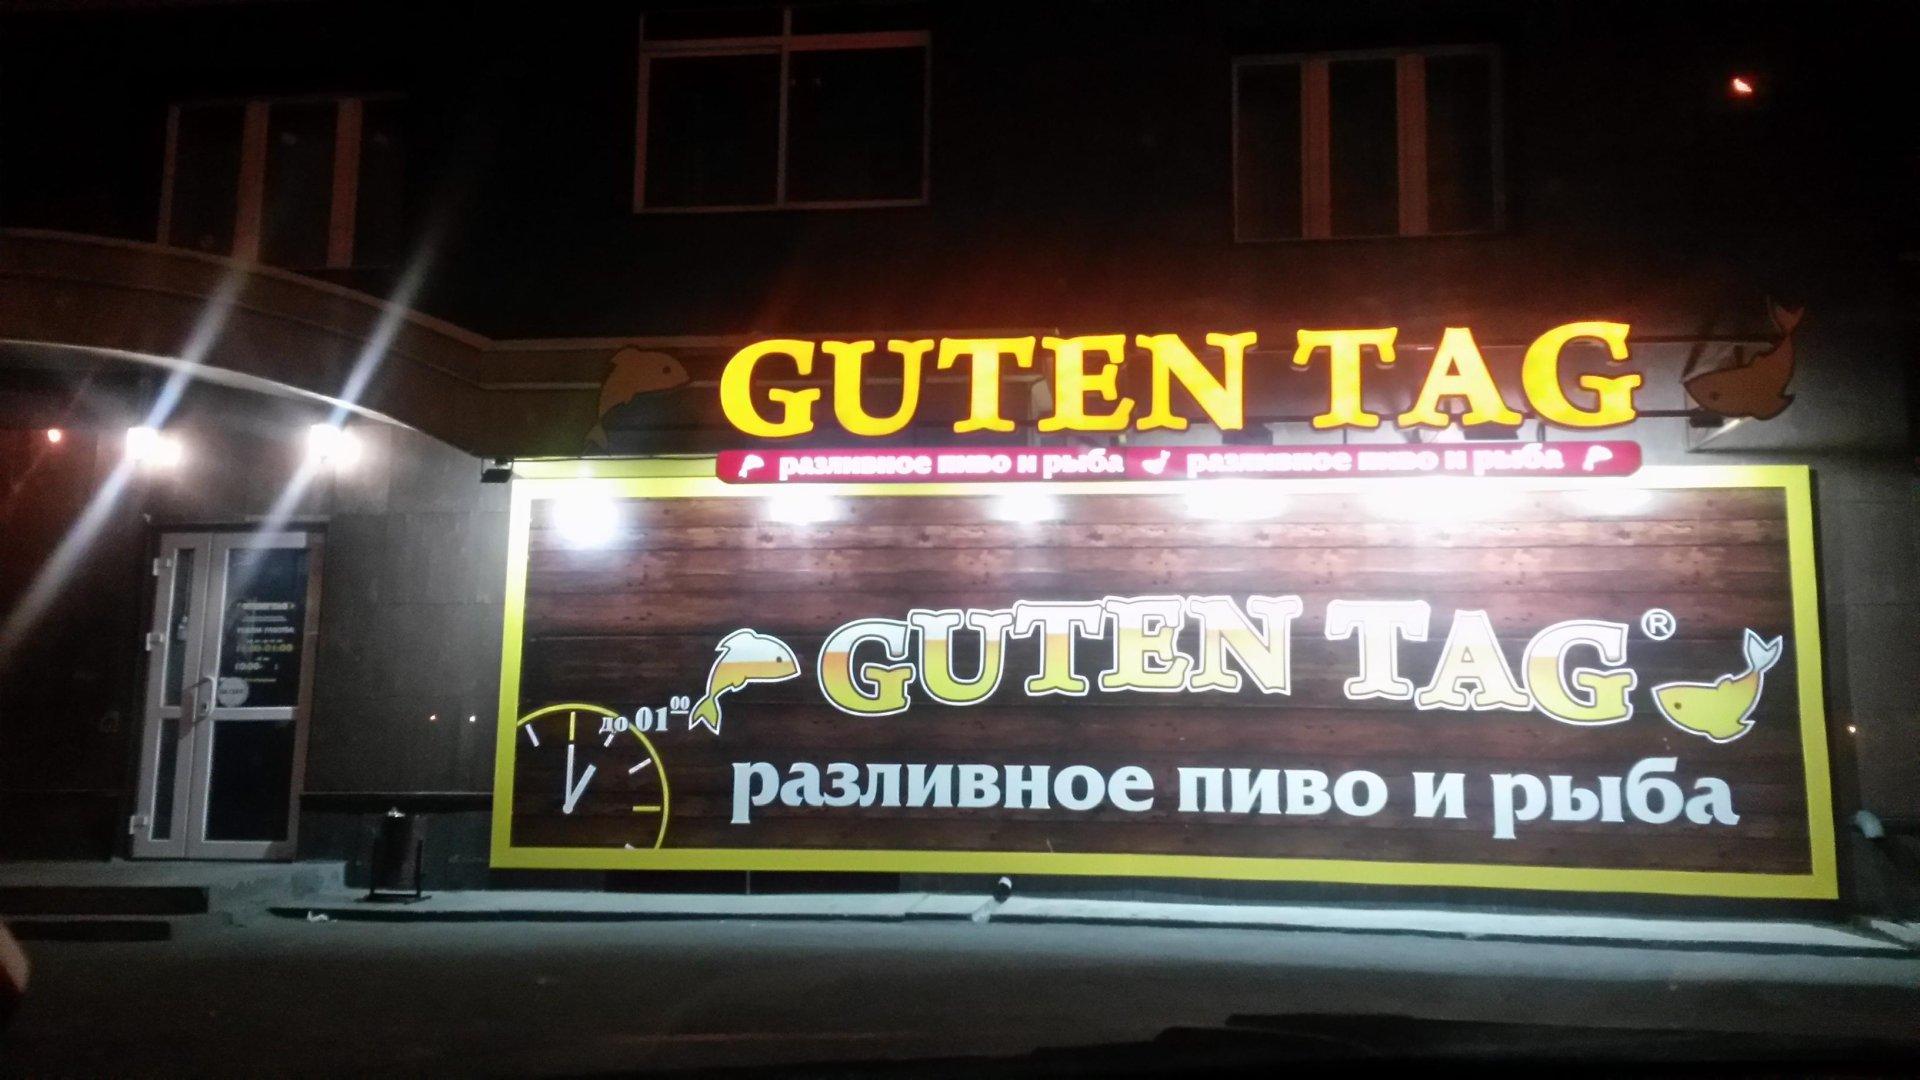 GUTEN TAG
разливное пиво и рыба разливное пиво и рыба
GUTEN TAG®
до 01⁰⁰
разливное пиво и рыба